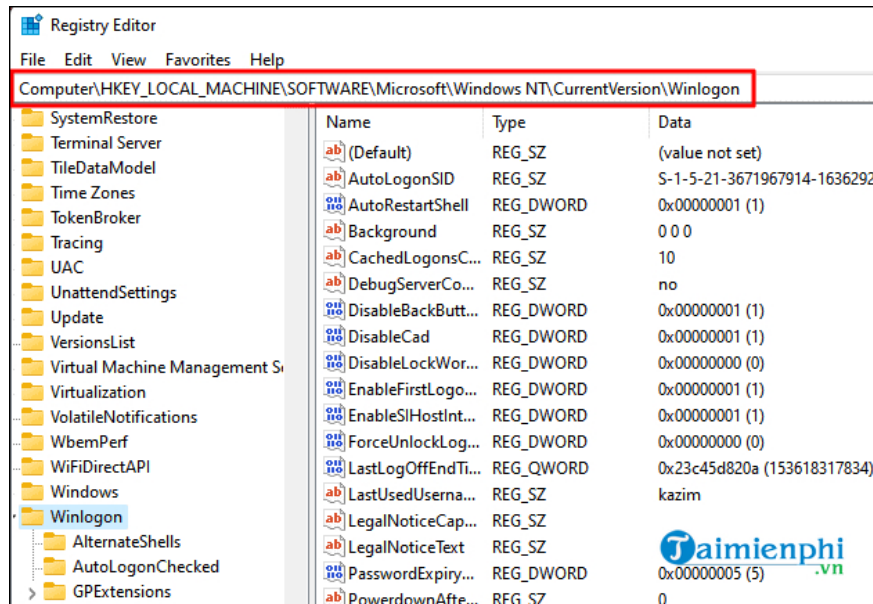 Registry Editor
File Edit View Favorites Help
Computer\HKEY_LOCAL_MACHINE\SOFTWARE\Microsoft\Windows NT\CurrentVersion\Winlogon
SystemRestore
Terminal Server
TileDataModel
Time Zones
TokenBroker
Tracing
UAC
UnattendSettings
Update
VersionsList
Virtual Machine Management
Virtualization
VolatileNotifications
WbemPerf
WiFiDirectAPI
Windows
Winlogon
AlternateShells
AutoLogonChecked
GPExtensions
Name Type Data
(Default) REG_SZ (value not set)
AutoLogonSID REG_SZ S-1-5-21-3671967914-1636292
AutoRestartShell REG_DWORD 0x00000001 (1)
Background REG_SZ 0 0 0
CachedLogonsC... REG_SZ 10
DebugServerCo... REG_SZ no
DisableBackButt... REG_DWORD 0x00000001 (1)
DisableCad REG_DWORD 0x00000001 (1)
DisableLockWor... REG_DWORD 0x00000000 (0)
EnableFirstLogo... REG_DWORD 0x00000001 (1)
EnableSIHostInt... REG_DWORD 0x00000001 (1)
ForceUnlockLog... REG_DWORD 0x00000000 (0)
LastLogOffEndTi... REG_QWORD 0x23c45d820a (153618317834)
LastUsedUserna... REG_SZ kazim
LegalNoticeCap... REG_SZ
LegalNoticeText REG_SZ
PasswordExpiry... REG_DWORD 0x00000005 (5)
PowerdownAfte... REG_SZ 0
Taimienphi
.vn